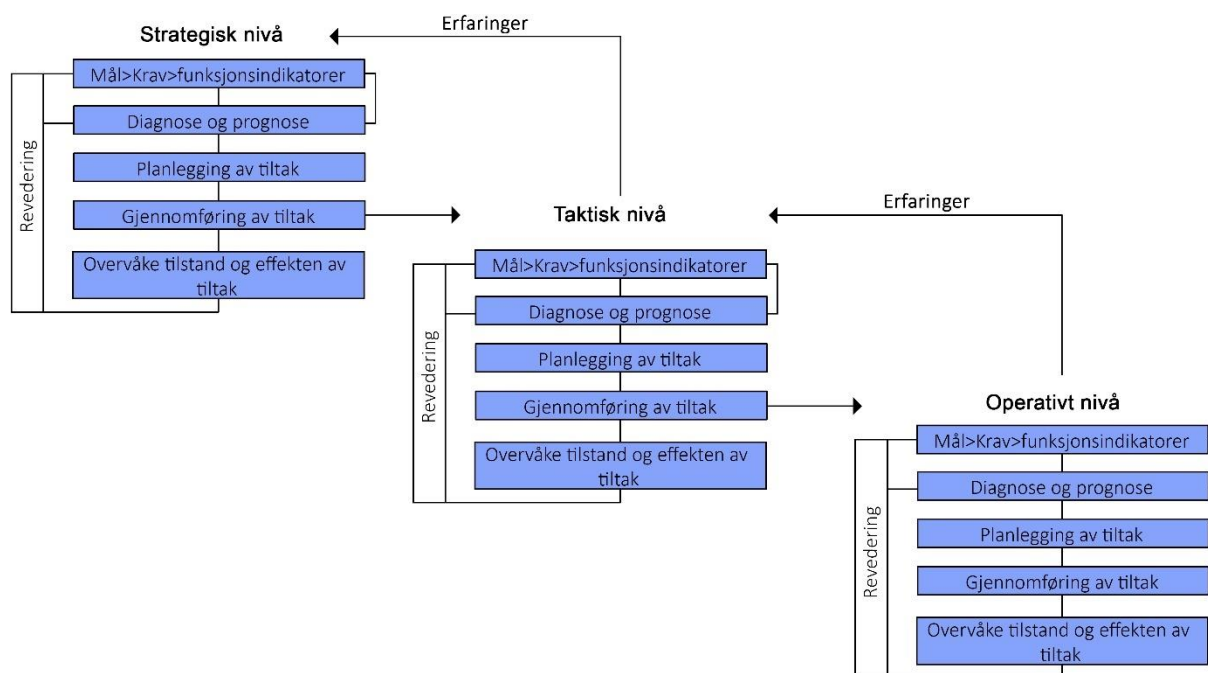 Erfaringer
Strategisk nivå
Mål>Krav>funksjonsindikatorer
Diagnose og prognose
Planlegging av tiltak
Gjennomføring av tiltak
Overvåke tilstand og effekten av
tiltak
Revedering
Erfaringer
Taktisk nivå
Mål>Krav>funksjonsindikatorer
Diagnose og prognose
Planlegging av tiltak
Gjennomføring av tiltak
Overvåke tilstand og effekten av
tiltak
Revedering
Operativt nivå
Mål>Krav>funksjonsindikatorer
Diagnose og prognose
Planlegging av tiltak
Gjennomføring av tiltak
Overvåke tilstand og effekten av
tiltak
Revedering